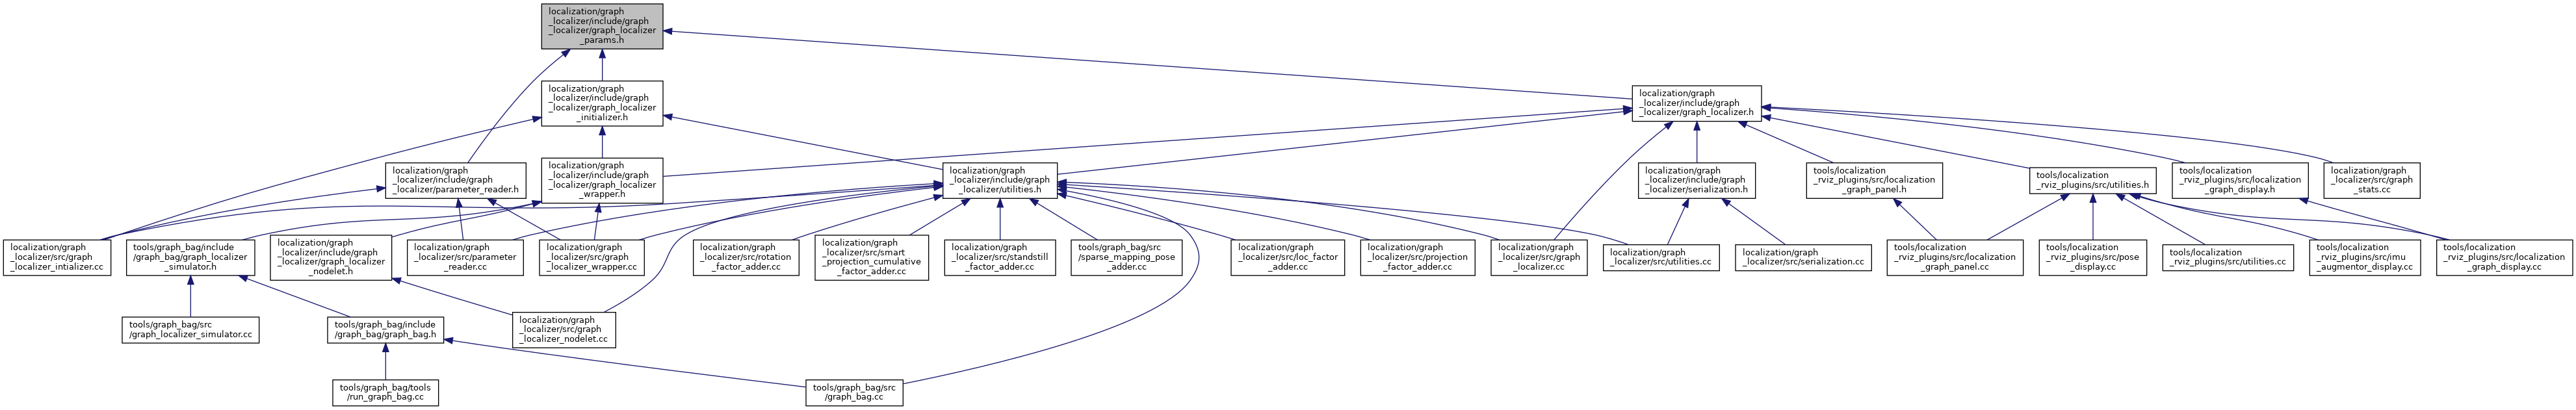 localization/graph
_localizer/include/graph
_localizer/graph_localizer
_params.h
localization/graph
_localizer/include/graph
_localizer/graph_localizer
_initializer.h
localization/graph
_localizer/include/graph
_localizer/graph_localizer.h
localization/graph
_localizer/include/graph
_localizer/parameter_reader.h
localization/graph
_localizer/include/graph
_localizer/graph_localizer
_wrapper.h
localization/graph
_localizer/include/graph
_localizer/utilities.h
localization/graph
_localizer/include/graph
_localizer/serialization.h
tools/localization
_rviz_plugins/src/localization
_graph_panel.h
tools/localization
_rviz_plugins/src/utilities.h
tools/localization
_rviz_plugins/src/localization
_graph_display.h
localization/graph
_localizer/src/graph
_stats.cc
localization/graph
_localizer/src/graph
_localizer_intializer.cc
tools/graph_bag/include
/graph_bag/graph_localizer
_simulator.h
localization/graph
_localizer/include/graph
_localizer/graph_localizer
_nodelet.h
localization/graph
_localizer/src/parameter
_reader.cc
localization/graph
_localizer/src/graph
_localizer_wrapper.cc
localization/graph
_localizer/src/rotation
_factor_adder.cc
localization/graph
_localizer/src/smart
_projection_cumulative
_factor_adder.cc
localization/graph
_localizer/src/standstill
_factor_adder.cc
tools/graph_bag/src
/sparse_mapping_pose
_adder.cc
localization/graph
_localizer/src/loc_factor
_adder.cc
localization/graph
_localizer/src/projection
_factor_adder.cc
localization/graph
_localizer/src/graph
_localizer.cc
localization/graph
_localizer/src/utilities.cc
localization/graph
_localizer/src/serialization.cc
tools/localization
_rviz_plugins/src/localization
_graph_panel.cc
tools/localization
_rviz_plugins/src/pose
_display.cc
tools/localization
_rviz_plugins/src/utilities.cc
tools/localization
_rviz_plugins/src/imu
_augmentor_display.cc
tools/localization
_rviz_plugins/src/localization
_graph_display.cc
tools/graph_bag/src
/graph_localizer_simulator.cc
tools/graph_bag/include
/graph_bag/graph_bag.h
localization/graph
_localizer/src/graph
_localizer_nodelet.cc
tools/graph_bag/tools
/run_graph_bag.cc
tools/graph_bag/src
/graph_bag.cc